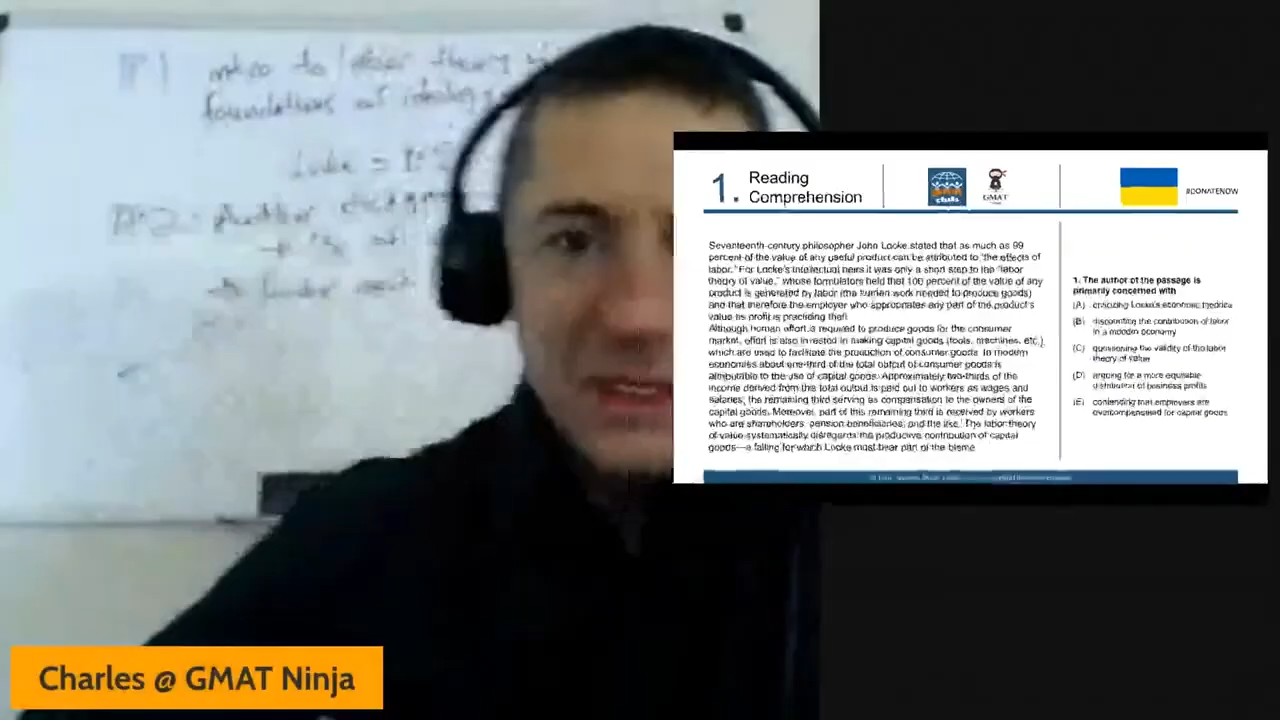 P1 intro to labor theory
foundations of ideology
Locke =
1.
Reading
Comprehension
GMAT
club
GMAT
#DONATENOW
Seventeenth-century philosopher John Locke stated that as much as 99
percent of the value of any useful product can be attributed to "the effects of
labor." For Locke's intellectual heirs it was only a short step to the "labor
theory of value," whose formulators held that 100 percent of the value of any
product is generated by labor (the human work needed to produce goods)
and that therefore the employer who appropriates any part of the product's
value as profit is practicing theft.
Although human effort is required to produce goods for the consumer
market, effort is also invested in making capital goods (tools, machines, etc.),
which are used to facilitate the production of consumer goods. In modern
economies about one-third of the total output of consumer goods is
attributable to the use of capital goods. Approximately two-thirds of the
income derived from this total output is paid out to workers as wages and
salaries, the remaining third serving as compensation to the owners of the
capital goods. Moreover, part of this remaining third is received by workers
who are shareholders, pension beneficiaries, and the like. The labor theory
of value systematically disregards the productive contribution of capital
goods—a failing for which Locke must bear part of the blame.
1. The author of the passage is
primarily concerned with
(A) criticizing Locke's economic theories
(B) discounting the contribution of labor
in a modern economy
(C) questioning the validity of the labor
theory of value
(D) arguing for a more equitable
distribution of business profits
(E) contending that employers are
overcompensated for capital goods
Charles @ GMAT Ninja